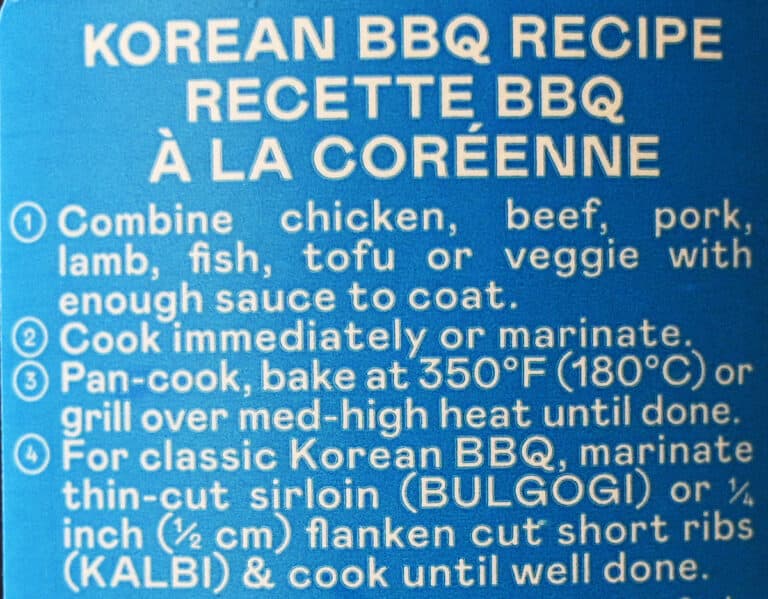 KOREAN BBQ RECIPE
RECETTE BBQ
À LA CORÉENNE
① Combine chicken, beef, pork,
lamb, fish, tofu or veggie with
enough sauce to coat.
② Cook immediately or marinate.
③ Pan-cook, bake at 350°F (180°C) or
grill over med-high heat until done.
④ For classic Korean BBQ, marinate
thin-cut sirloin (BULGOGI) or ¼
inch (½ cm) flanken cut short ribs
(KALBI) & cook until well done.